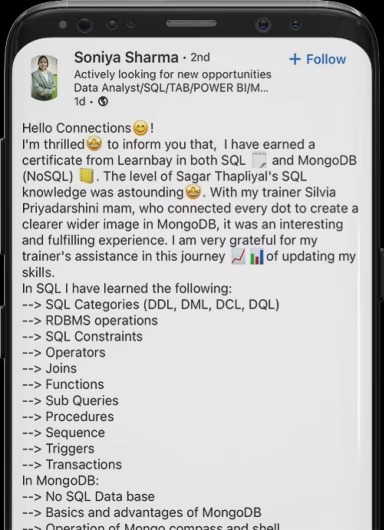 Soniya Sharma · 2nd
+ Follow
Actively looking for new opportunities
Data Analyst/SQL/TAB/POWER BI/M...
1d ·
Hello Connections😊!
I'm thrilled🤩 to inform you that, I have earned a
certificate from Learnbay in both SQL 🗒️ and MongoDB
(NoSQL) 📒. The level of Sagar Thapliyal's SQL
knowledge was astounding🤩. With my trainer Silvia
Priyadarshini mam, who connected every dot to create a
clearer wider image in MongoDB, it was an interesting
and fulfilling experience. I am very grateful for my
trainer's assistance in this journey 📈 📊of updating my
skills.
In SQL I have learned the following:
--> SQL Categories (DDL, DML, DCL, DQL)
--> RDBMS operations
--> SQL Constraints
--> Operators
--> Joins
--> Functions
--> Sub Queries
--> Procedures
--> Sequence
--> Triggers
--> Transactions
In MongoDB:
--> No SQL Data base
--> Basics and advantages of MongoDB
--> Operation of Mongo compass and shell